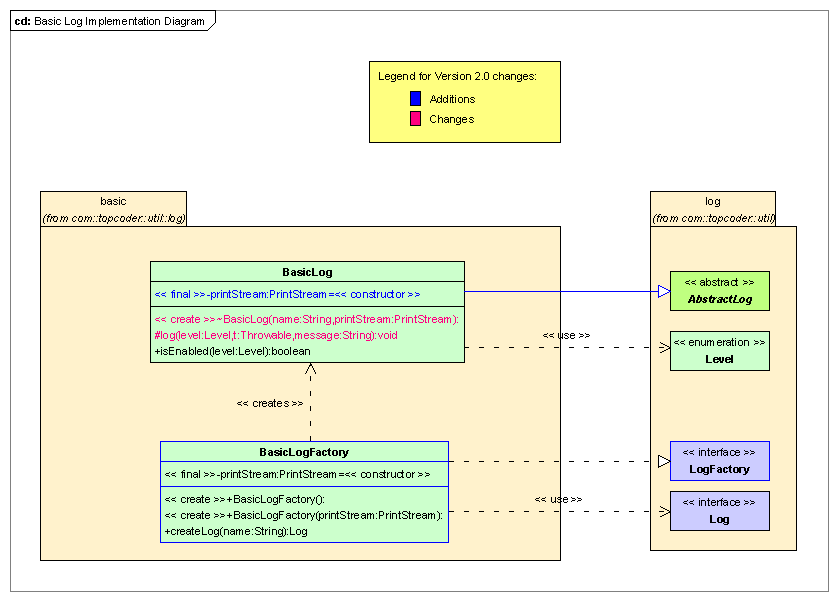 cd: Basic Log Implementation Diagram
Legend for Version 2.0 changes:
Additions
Changes
basic
(from com::topcoder::util::log)
log
(from com::topcoder::util)
BasicLog
<< final >>-printStream:PrintStream=<< constructor >>
<< create >>~BasicLog(name:String,printStream:PrintStream):
#log(level:Level,t:Throwable,message:String):void
+isEnabled(level:Level):boolean
<< abstract >>
AbstractLog
<< use >>
<< enumeration >>
Level
<< creates >>
BasicLogFactory
<< final >>-printStream:PrintStream=<< constructor >>
<< create >>+BasicLogFactory():
<< create >>+BasicLogFactory(printStream:PrintStream):
+createLog(name:String):Log
<< interface >>
LogFactory
<< use >>
<< interface >>
Log